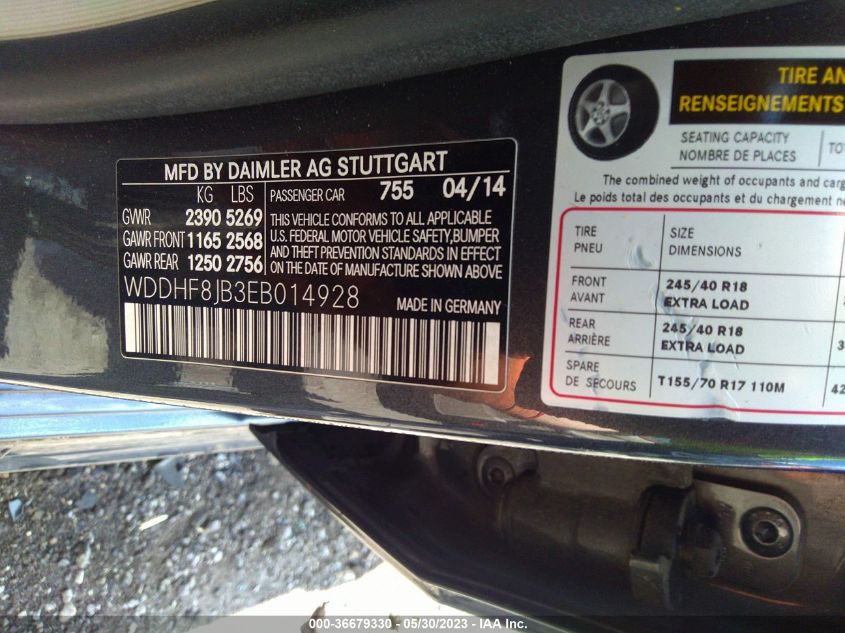 MFD BY DAIMLER AG STUTTGART
KG LBS PASSENGER CAR 755 04/14
GVWR 2390 5269
GAWR FRONT 1165 2568
GAWR REAR 1250 2756
THIS VEHICLE CONFORMS TO ALL APPLICABLE
U.S. FEDERAL MOTOR VEHICLE SAFETY, BUMPER
AND THEFT PREVENTION STANDARDS IN EFFECT
ON THE DATE OF MANUFACTURE SHOWN ABOVE
WDDHF8JB3EB014928
MADE IN GERMANY
TIRE AN
RENSEIGNEMENTS
SEATING CAPACITY
NOMBRE DE PLACES
The combined weight of occupants and carg
Le poids total des occupants et du chargement ne
TIRE
PNEU
SIZE
DIMENSIONS
FRONT
AVANT
245/40 R18
EXTRA LOAD
REAR
ARRIÈRE
245/40 R18
EXTRA LOAD
SPARE
DE SECOURS
T155/70 R17 110M
42
000-36679330 — 05/30/2023 — IAA Inc.